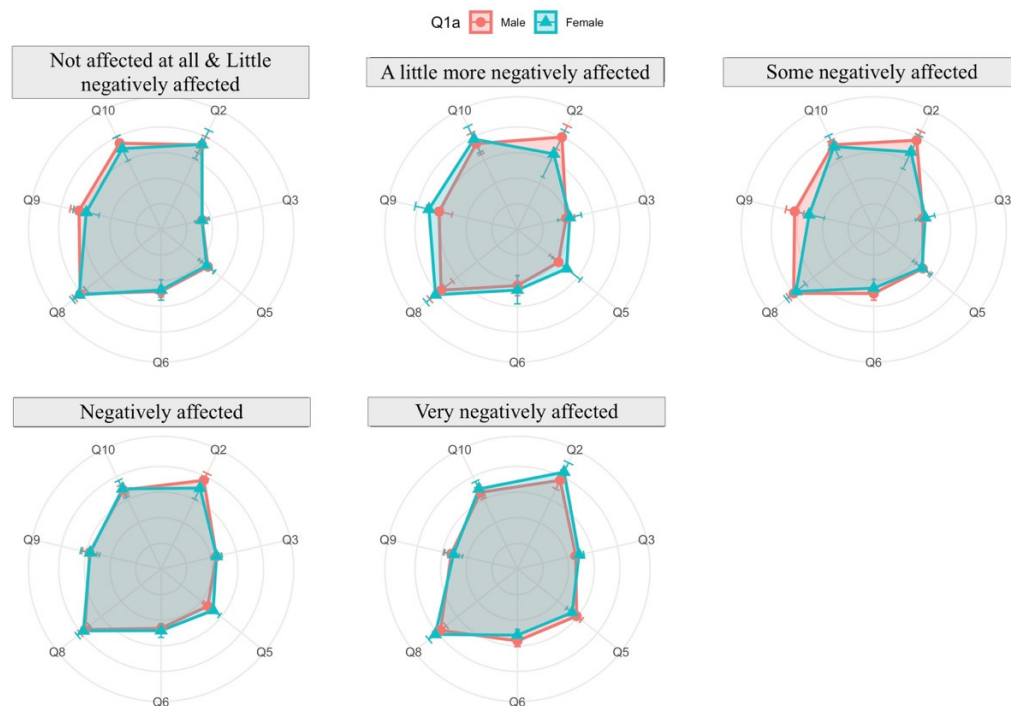 Q1a Male Female
Not affected at all & Little
negatively affected
A little more negatively affected
Some negatively affected
Q10 Q2
Q9 Q3
Q8 Q5
Q6
Q10 Q2
Q9 Q3
Q8 Q5
Q6
Q10 Q2
Q9 Q3
Q8 Q5
Q6
Negatively affected
Very negatively affected
Q10 Q2
Q9 Q3
Q8 Q5
Q6
Q10 Q2
Q9 Q3
Q8 Q5
Q6